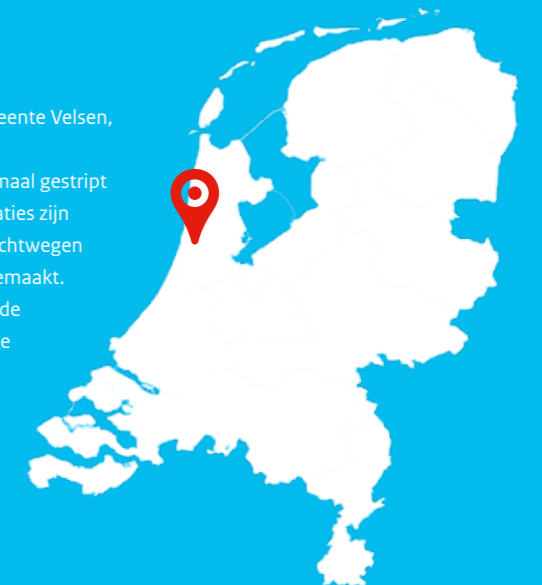 eente Velsen,
naal gestript
aties zijn
chtwegen
emaakt.
de
e